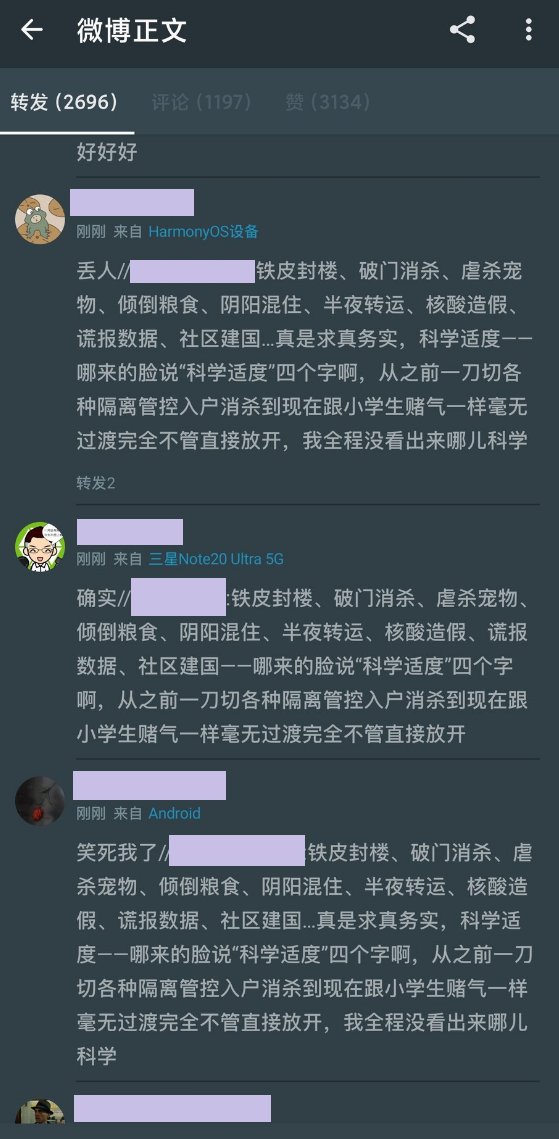 微博正文
转发 (2696) 评论 (1197) 赞 (3134)
好好好
刚刚 来自 HarmonyOS设备
丢人//铁皮封楼、破门消杀、虐杀宠
物、倾倒粮食、阴阳混住、半夜转运、核酸造假、
谎报数据、社区建国...真是求真务实，科学适度——
哪来的脸说“科学适度”四个字啊，从之前一刀切各
种隔离管控入户消杀到现在跟小学生赌气一样毫无
过渡完全不管直接放开，我全程没看出来哪儿科学
转发2
刚刚 来自 三星Note20 Ultra 5G
确实//:铁皮封楼、破门消杀、虐杀宠物、
倾倒粮食、阴阳混住、半夜转运、核酸造假、谎报
数据、社区建国——哪来的脸说“科学适度”四个字
啊，从之前一刀切各种隔离管控入户消杀到现在跟
小学生赌气一样毫无过渡完全不管直接放开
刚刚 来自 Android
笑死我了//:铁皮封楼、破门消杀、虐
杀宠物、倾倒粮食、阴阳混住、半夜转运、核酸造
假、谎报数据、社区建国...真是求真务实，科学适
度——哪来的脸说“科学适度”四个字啊，从之前一刀
切各种隔离管控入户消杀到现在跟小学生赌气一样
毫无过渡完全不管直接放开，我全程没看出来哪儿
科学